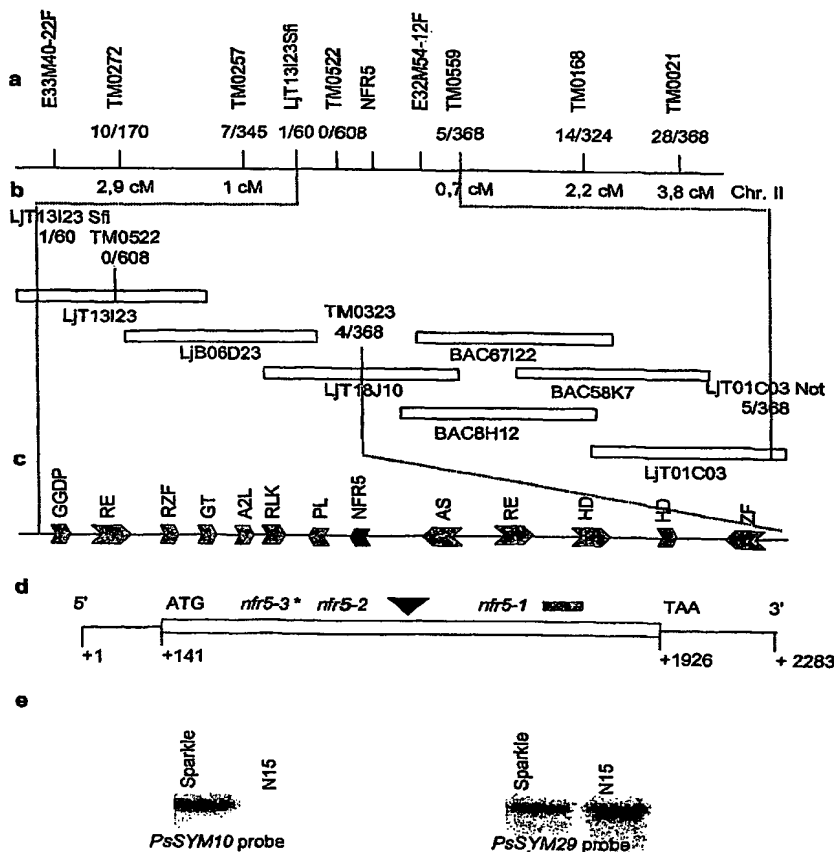 a
E33M40-22F TM0272 TM0257 LjT13I23Sfi TM0522 NFR5 E32M54-12F TM0559 TM0168 TM0021
10/170 7/345 1/60 0/608 5/368 14/324 28/368
2,9 cM 1 cM 0,7 cM 2,2 cM 3,8 cM Chr. II
b
LjT13I23 Sfi
1/60 TM0522
0/608
LjT13I23
LjB06D23
TM0323
4/368
LjT18J10
BAC67I22
BAC58K7
BAC8H12
LjT01C03 Not
5/368
LjT01C03
c
GGDP RE RZF GT A2L RLK PL NFR5 AS RE HD HD ZF
d
5' ATG nfr5-3 * nfr5-2 nfr5-1 TAA 3'
+1 +141 +1926 + 2283
e
Sparkle N15 Sparkle N15
PsSYM10 probe PsSYM29 probe